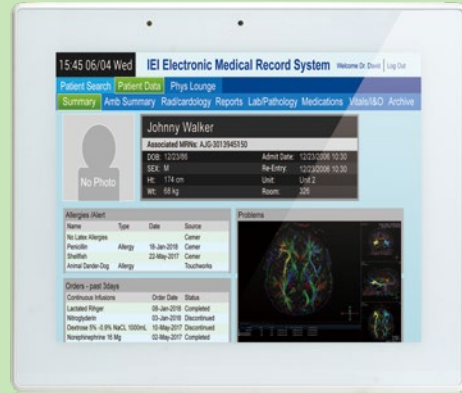 15:45 06/04 Wed IEI Electronic Medical Record System Welcome Dr. David | Log Out
Patient Search Patient Data Phys Lounge
Summary Amb Summary Rad/cardology Reports Lab/Pathology Medications Vitals/I&O Archive
No Photo
Johnny Walker
Associated MRNs: AJG-3013945150
DOB: 12/23/86 Admit Date: 12/23/2006 10:30
SEX: M Re-Entry: 12/23/2006 10:30
Ht: 174 cm Unit: Unit 2
Wt: 68 kg Room: 326
Allergies /Alert
Name Type Date Source
No Latex Allergies Cerner
Penicillin Allergy 18-Jan-2018 Cerner
Shellfish 22-May-2017 Cerner
Animal Dander-Dog Allergy Touchworks
Problems
Orders - past 3days
Continuous Infusions Order Date Status
Lactated Ringer 08-Jan-2018 Completed
Nitroglyderin 03-Jan-2018 Discontinued
Dextrose 5% -0.9% NaCL 1000mL 10-May-2017 Discontinued
Norephinephrine 16 Mg 02-May-2017 Completed